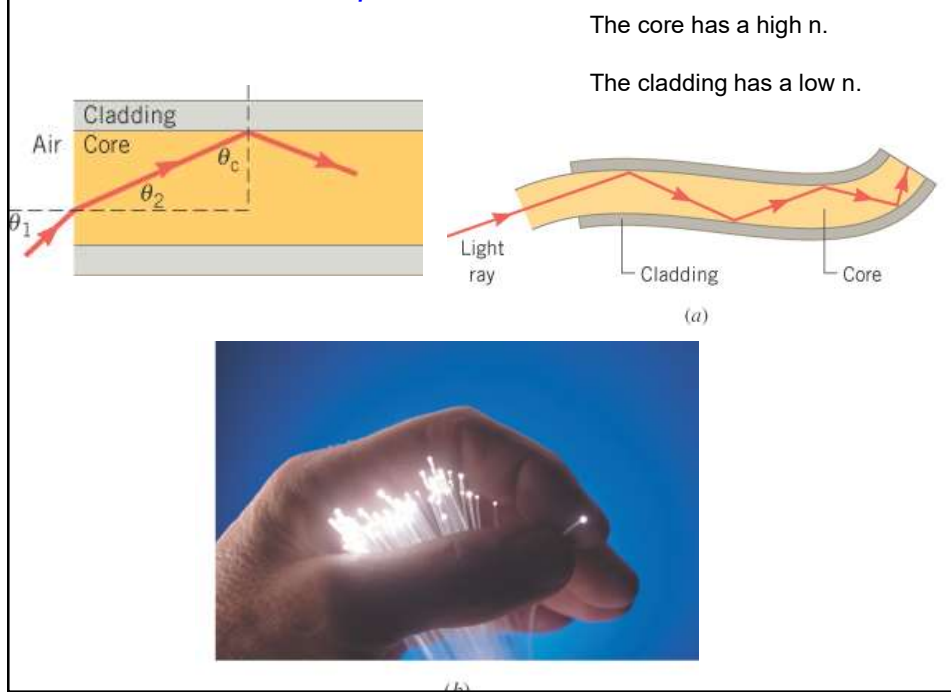 The core has a high n.
The cladding has a low n.
Cladding
Air Core
θc
θ2
θ1
Light
ray
Cladding
Core
(a)